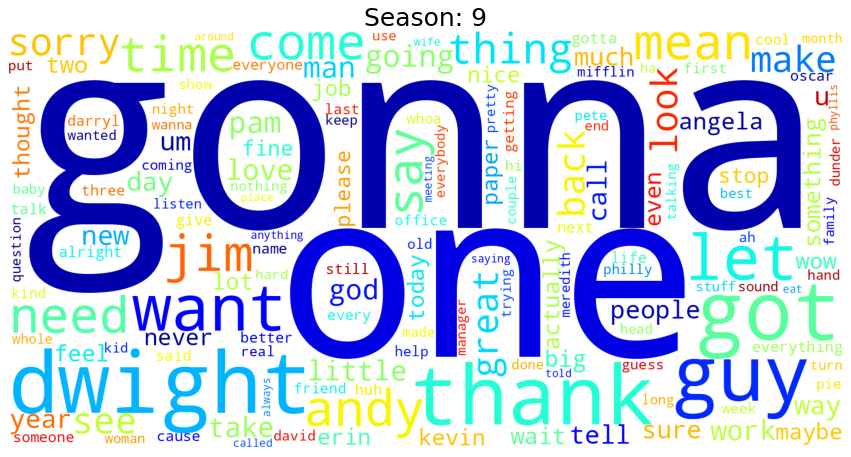 Season: 9
sorry time come thing mean make
put two around everyone man going use wife gotta much cool month
show job nice mifflin ha first oscar
thought darryl night wanna last keep whoa pretty getting pete end look u
wanted um pam fine say paper back call even angela
gonna
baby day love nothing please everybody meeting hi couple talking stop best something family dunder phyllis
talk three coming listen give place office next
question new alright jim name anything old saying ah let wow
kind lot hard still god today actually trying meredith life philly stuff sound hand eat
one
need want never every people got
whole said better real made help manager great head everything
feel kid little big done told guess guy turn
dwight always friend huh andy thank long week pie way
year see take erin kevin wait tell sure work maybe
someone woman cause called david